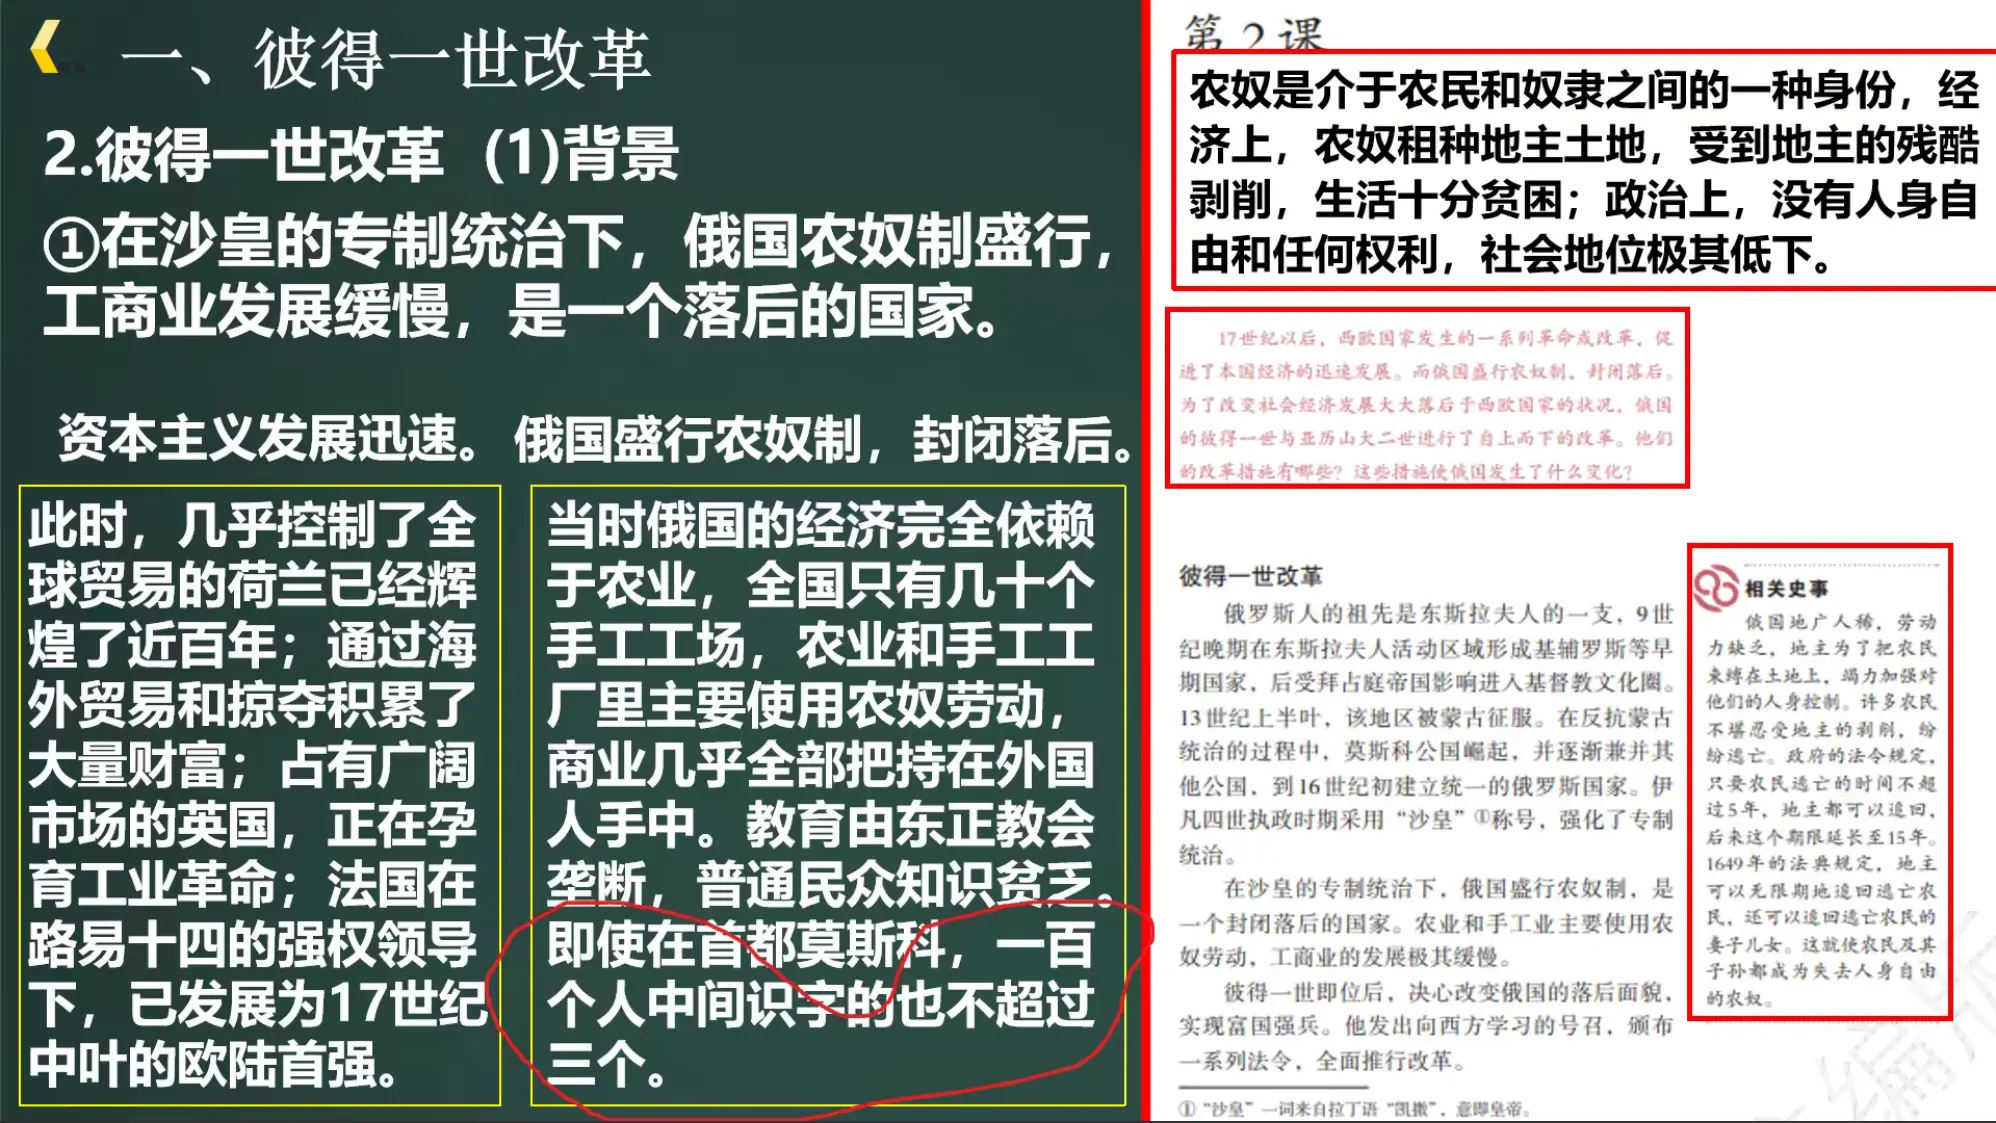 一、彼得一世改革
2.彼得一世改革 (1)背景
①在沙皇的专制统治下，俄国农奴制盛行，
工商业发展缓慢，是一个落后的国家。
资本主义发展迅速。
此时，几乎控制了全
球贸易的荷兰已经辉
煌了近百年；通过海
外贸易和掠夺积累了
大量财富；占有广阔
市场的英国，正在孕
育工业革命；法国在
路易十四的强权领导
下，已发展为17世纪
中叶的欧陆首强。
俄国盛行农奴制，封闭落后。
当时俄国的经济完全依赖
于农业，全国只有几十个
手工工场，农业和手工工
厂里主要使用农奴劳动，
商业几乎全部把持在外国
人手中。教育由东正教会
垄断，普通民众知识贫乏。
即使在首都莫斯科，一百
个人中间识字的也不超过
三个。
第2课
农奴是介于农民和奴隶之间的一种身份，经
济上，农奴租种地主土地，受到地主的残酷
剥削，生活十分贫困；政治上，没有人身自
由和任何权利，社会地位极其低下。
17世纪以后，西欧国家发生的一系列革命或改革，促
进了本国经济的迅速发展。而俄国盛行农奴制、封闭落后。
为了改变社会经济发展大大落后于西欧国家的状况，俄国
的彼得一世与亚历山大二世进行了自上而下的改革。他们
的改革措施有哪些？这些措施使俄国发生了什么变化？
彼得一世改革
俄罗斯人的祖先是东斯拉夫人的一支，9世
纪晚期在东斯拉夫人活动区域形成基辅罗斯等早
期国家，后受拜占庭帝国影响进入基督教文化圈。
13世纪上半叶，该地区被蒙古征服。在反抗蒙古
统治的过程中，莫斯科公国崛起，并逐渐兼并其
他公国，到16世纪初建立统一的俄罗斯国家。伊
凡四世执政时期采用“沙皇”①称号，强化了专制
统治。
在沙皇的专制统治下，俄国盛行农奴制，是
一个封闭落后的国家。农业和手工业主要使用农
奴劳动，工商业的发展极其缓慢。
彼得一世即位后，决心改变俄国的落后面貌，
实现富国强兵。他发出向西方学习的号召，颁布
一系列法令，全面推行改革。
①“沙皇”一词来自拉丁语“凯撒”，意即皇帝。
相关史事
俄国地广人稀，劳动
力缺乏，地主为了把农民
束缚在土地上，竭力加强对
他们的人身控制。许多农民
不堪忍受地主的剥削，纷
纷逃亡。政府的法令规定，
只要农民逃亡的时间不超
过5年，地主都可以追回，
后来这个期限延长至15年。
1649年的法典规定，地主
可以无限期地追回逃亡农
民，还可以追回逃亡农民的
妻子儿女。这就使农民及其
子孙都成为失去人身自由
的农奴。